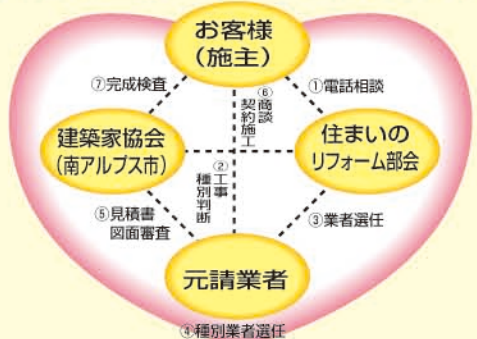 お客様
(施主)
⑦完成検査
⑥商談
契約施工
①電話相談
建築家協会
(南アルプス市)
住まいの
リフォーム部会
②工事
種別判断
⑤見積書
図面審査
③業者選任
元請業者
④種別業者選任